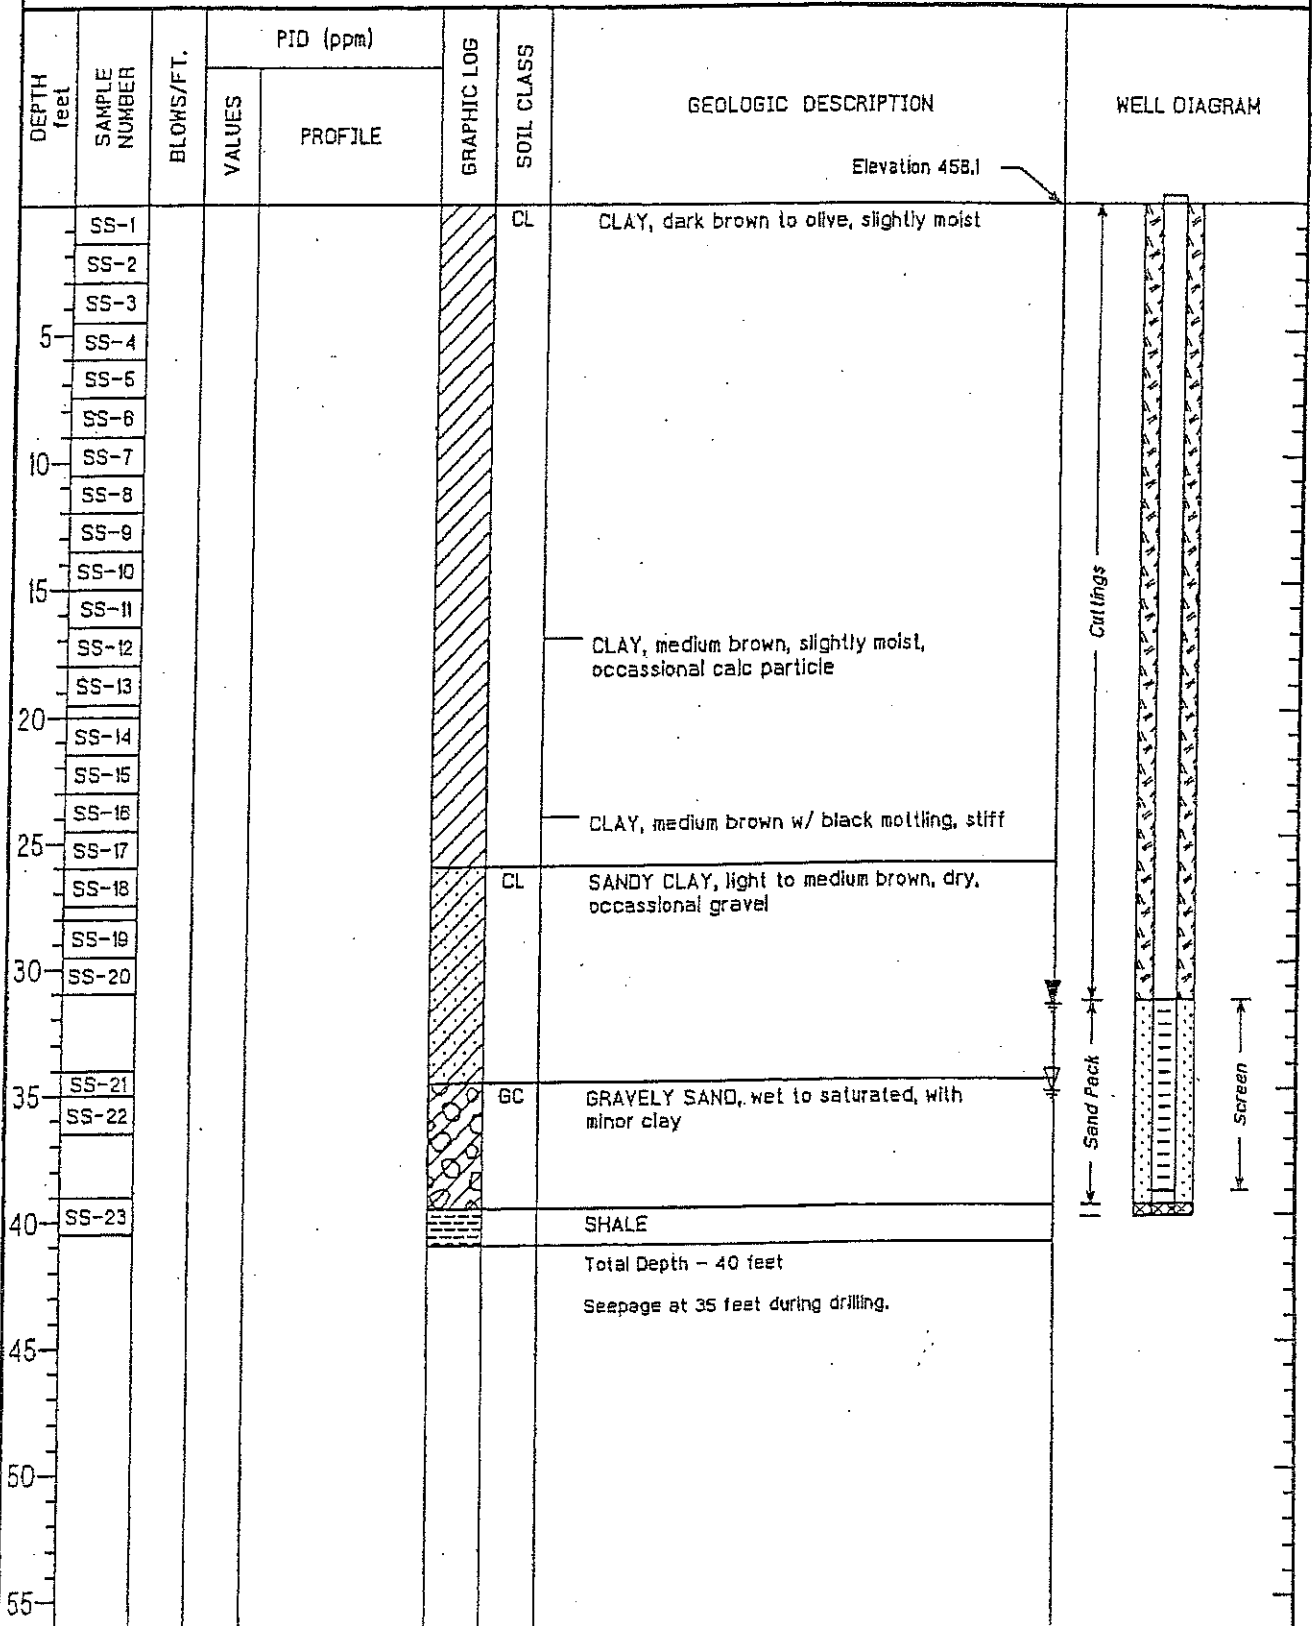 DEPTH
feet
SAMPLE
NUMBER
BLOWS/FT.
PID (ppm)
VALUES
PROFILE
GRAPHIC LOG
SOIL CLASS
GEOLOGIC DESCRIPTION
WELL DIAGRAM
Elevation 458.1
SS-1
CL
CLAY, dark brown to olive, slightly moist
SS-2
SS-3
5
SS-4
SS-5
SS-6
10
SS-7
SS-8
SS-9
SS-10
15
SS-11
Cuttings
SS-12
CLAY, medium brown, slightly moist,
occassional calc particle
SS-13
20
SS-14
SS-15
SS-16
CLAY, medium brown w/ black mottling, stiff
25
SS-17
SS-18
CL
SANDY CLAY, light to medium brown, dry,
occassional gravel
SS-19
30
SS-20
SS-21
35
SS-22
GC
GRAVELY SAND, wet to saturated, with
minor clay
Sand Pack
Screen
40
SS-23
SHALE
Total Depth - 40 feet
Seepage at 35 feet during drilling.
45
50
55